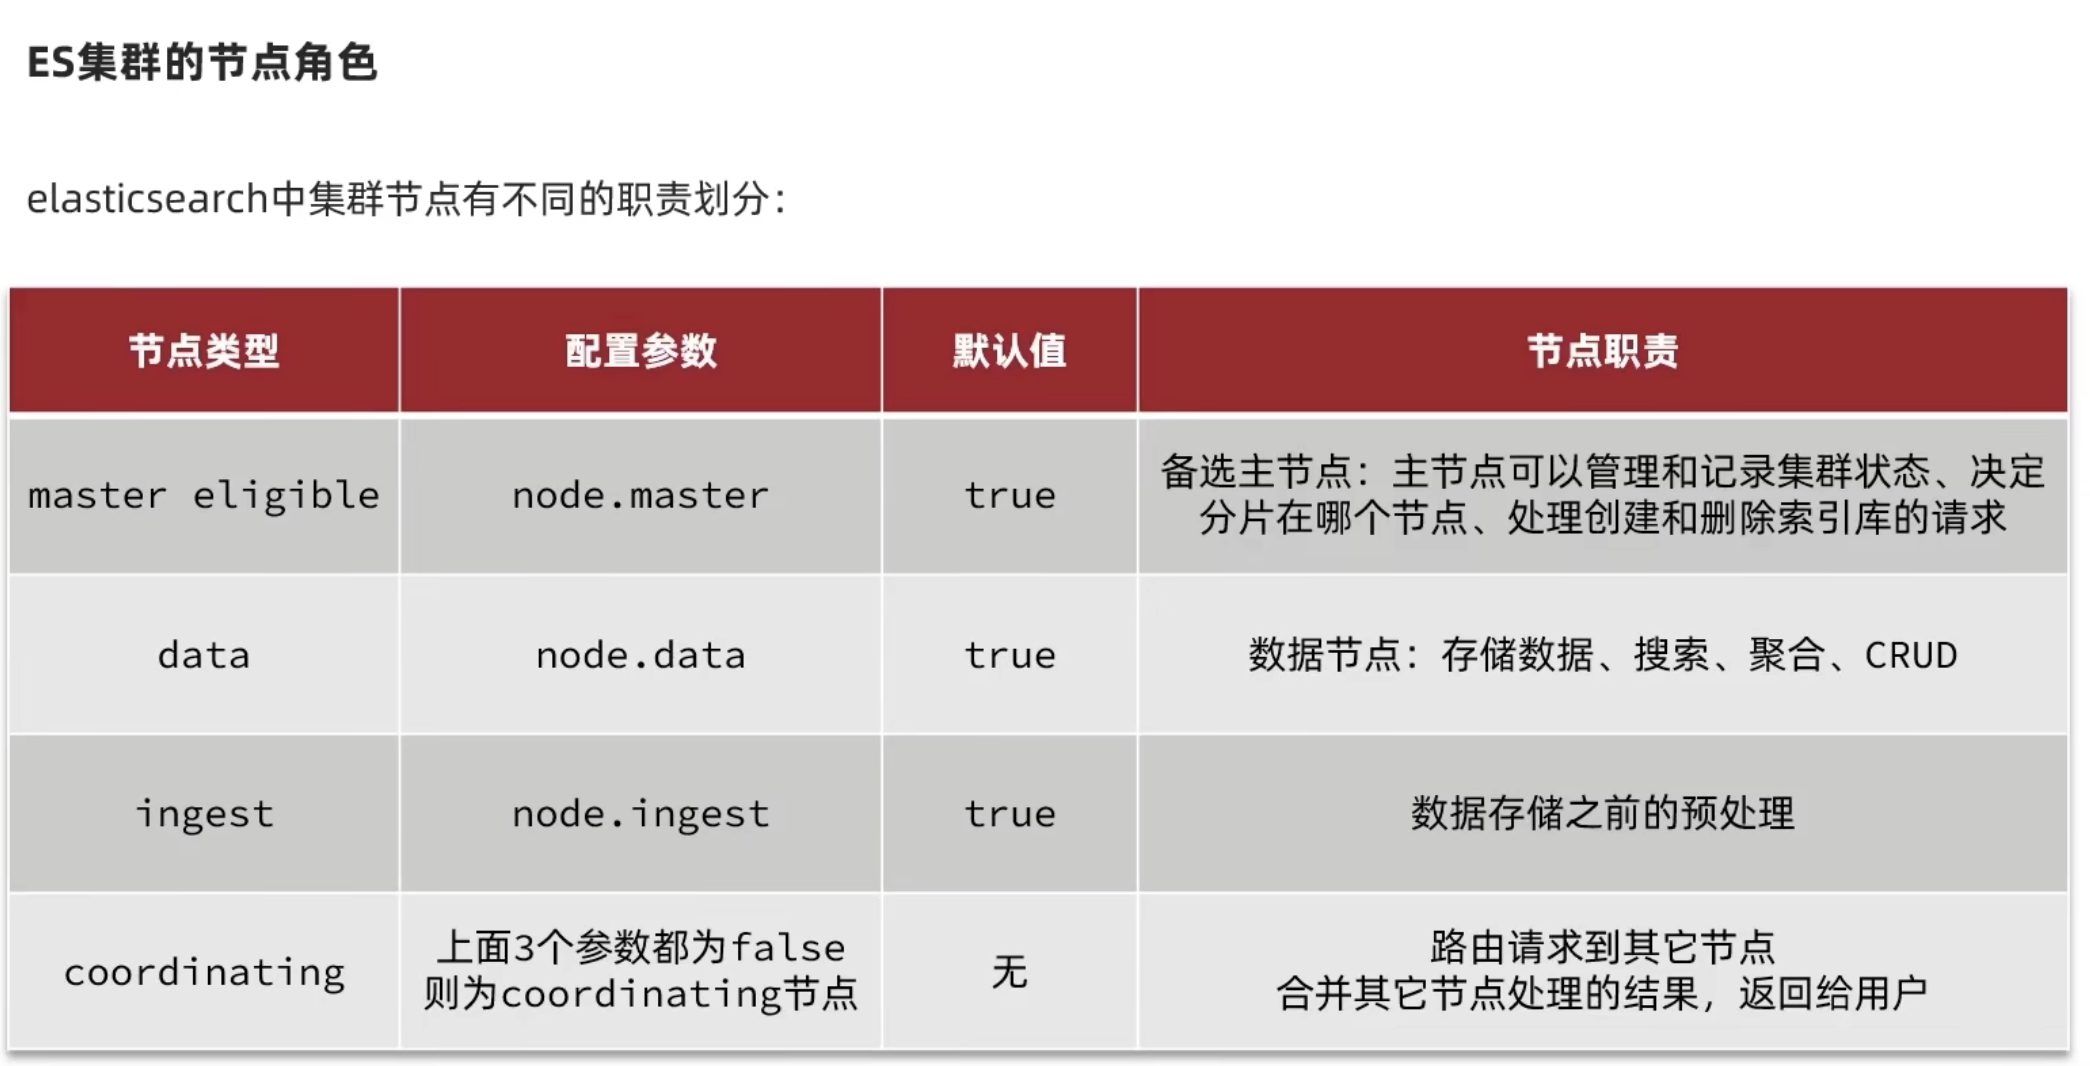 ES集群的节点角色
elasticsearch中集群节点有不同的职责划分：
节点类型 配置参数 默认值 节点职责
master eligible node.master true 备选主节点：主节点可以管理和记录集群状态、决定
分片在哪个节点、处理创建和删除索引库的请求
data node.data true 数据节点：存储数据、搜索、聚合、CRUD
ingest node.ingest true 数据存储之前的预处理
coordinating 上面3个参数都为false
则为coordinating节点 无 路由请求到其它节点
合并其它节点处理的结果，返回给用户